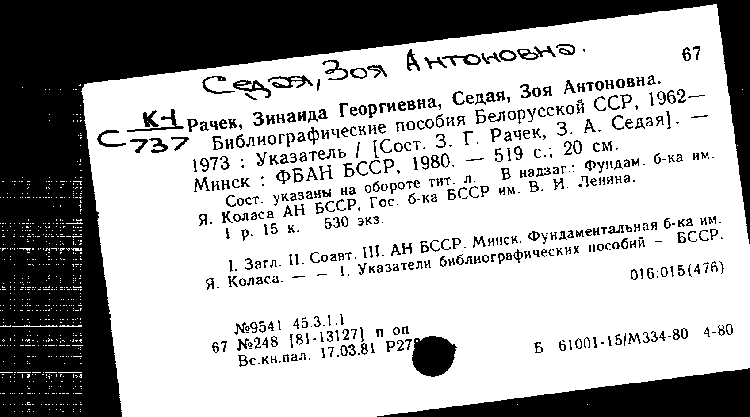 Седая, Зоя Антоновна.
67
К-1
С 737
Рачек, Зинаида Георгиевна, Седая, Зоя Антоновна.
Библиографические пособия Белорусской ССР, 1962—
1973 : Указатель / [Сост. З. Г. Рачек, З. А. Седая]. —
Минск : ФБАН БССР, 1980. — 519 с.; 20 см.
Сост. указаны на обороте тит. л. В надзаг.: Фундам. б-ка им.
Я. Коласа АН БССР, Гос. б-ка БССР им. В. И. Ленина.
1 р. 15 к. 530 экз.
I. Загл. II. Соавт. III. АН БССР. Минск. Фундаментальная б-ка им.
Я. Коласа. — — 1. Указатели библиографических пособий — БССР.
016:015(476)
№9541 45.3.1.1
67 №248 [81-13127] п оп
Вс.кн.пал. 17.03.81 Р27
Б 61001-15/М334-80 4-80